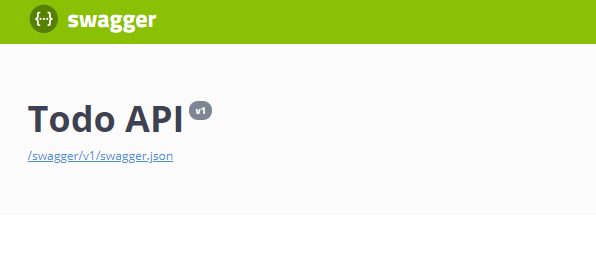 {···} swagger
Todo API v1
/swagger/v1/swagger.json